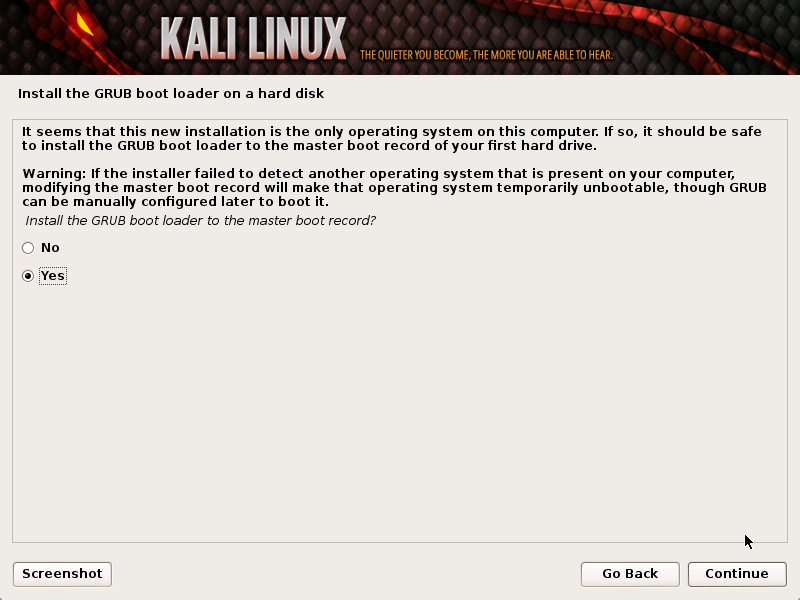 KALI LINUX THE QUIETER YOU BECOME, THE MORE YOU ARE ABLE TO HEAR.
Install the GRUB boot loader on a hard disk
It seems that this new installation is the only operating system on this computer. If so, it should be safe
to install the GRUB boot loader to the master boot record of your first hard drive.
Warning: If the installer failed to detect another operating system that is present on your computer,
modifying the master boot record will make that operating system temporarily unbootable, though GRUB
can be manually configured later to boot it.
Install the GRUB boot loader to the master boot record?
No
Yes
Screenshot Go Back Continue